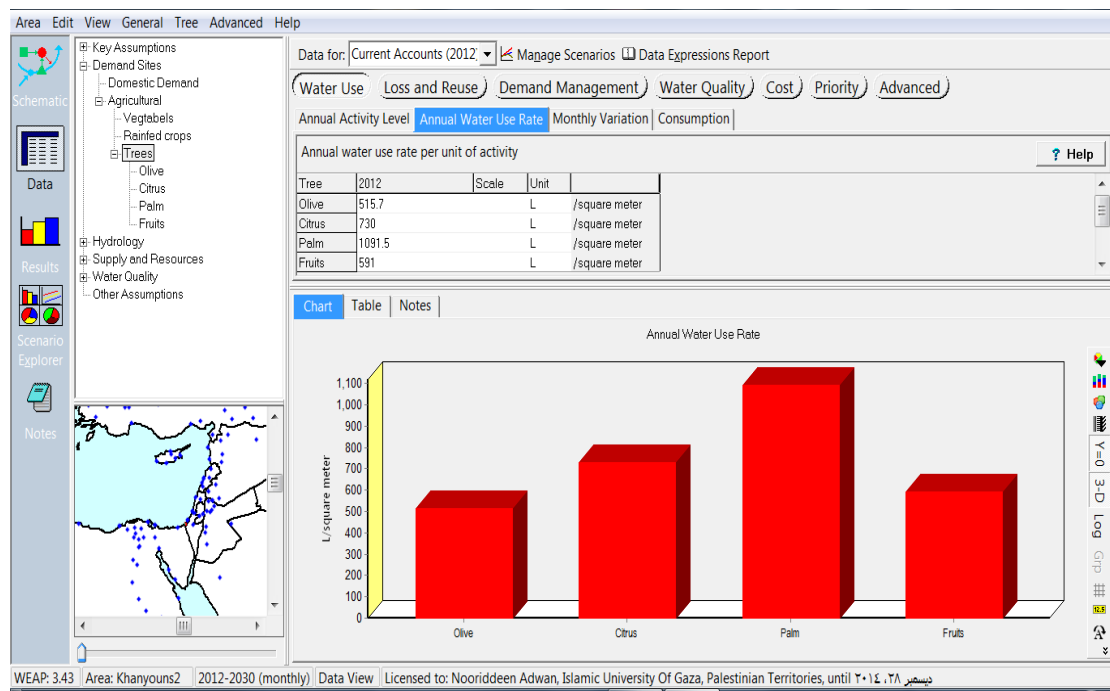 Area Edit View General Tree Advanced Help
Schematic
Data
Results
Scenario
Explorer
Notes
Key Assumptions
Demand Sites
Domestic Demand
Agricultural
Vegtabels
Rainfed crops
Trees
Olive
Citrus
Palm
Fruits
Hydrology
Supply and Resources
Water Quality
Other Assumptions
Data for: Current Accounts (2012) Manage Scenarios Data Expressions Report
Water Use Loss and Reuse Demand Management Water Quality Cost Priority Advanced
Annual Activity Level Annual Water Use Rate Monthly Variation Consumption
Annual water use rate per unit of activity ? Help
Tree 2012 Scale Unit
Olive 515.7 L /square meter
Citrus 730 L /square meter
Palm 1091.5 L /square meter
Fruits 591 L /square meter
Chart Table Notes
Annual Water Use Rate
L/square meter
1,100
1,000
900
800
700
600
500
400
300
200
100
0
Olive Citrus Palm Fruits
Y=0
3-D
Log
Grp
12.5
WEAP: 3.43 Area: Khanyouns2 2012-2030 (monthly) Data View Licensed to: Nooriddeen Adwan, Islamic University Of Gaza, Palestinian Territories, until ديسمبر ٢٨، ٢٠١٤